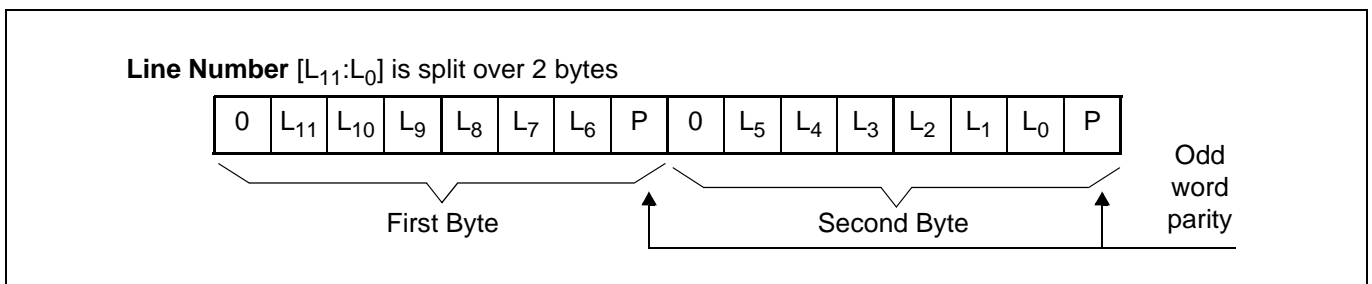 Line Number [L11:L0] is split over 2 bytes
0 L11 L10 L9 L8 L7 L6 P 0 L5 L4 L3 L2 L1 L0 P
First Byte Second Byte
Odd
word
parity